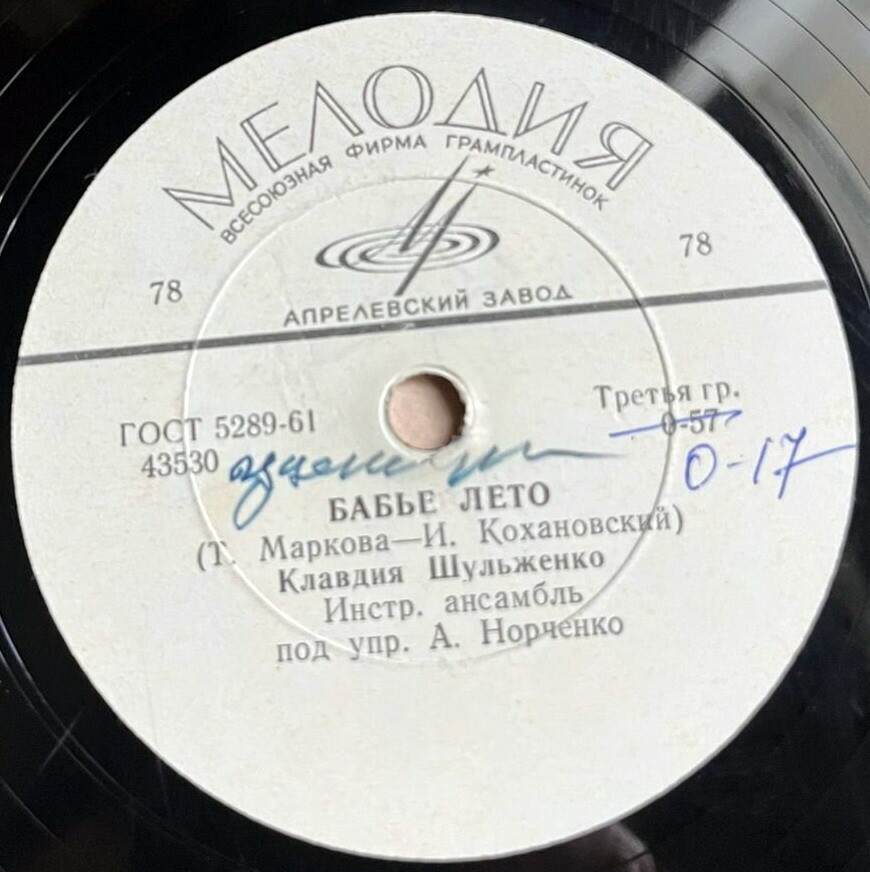 МЕЛОДИЯ
ВСЕСОЮЗНАЯ ФИРМА ГРАМПЛАСТИНОК
78 78
АПРЕЛЕВСКИЙ ЗАВОД
ГОСТ 5289-61 Третья гр.
43530 0-57
0-17
БАБЬЕ ЛЕТО
(Т. Маркова—И. Кохановский)
Клавдия Шульженко
Инстр. ансамбль
под упр. А. Норченко